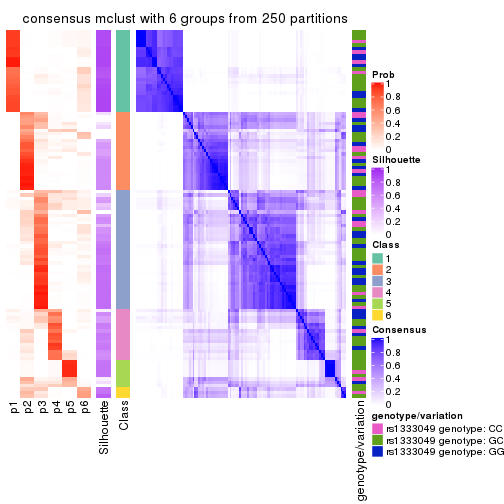 consensus mclust with 6 groups from 250 partitions
p1
p2
p3
p4
p5
p6
Silhouette
Class
genotype/variation
Prob
1
0.8
0.6
0.4
0.2
0
Silhouette
1
0.8
0.6
0.4
0.2
0
Class
1
2
3
4
5
6
Consensus
1
0.8
0.6
0.4
0.2
0
genotype/variation
rs1333049 genotype: CC
rs1333049 genotype: GC
rs1333049 genotype: GG